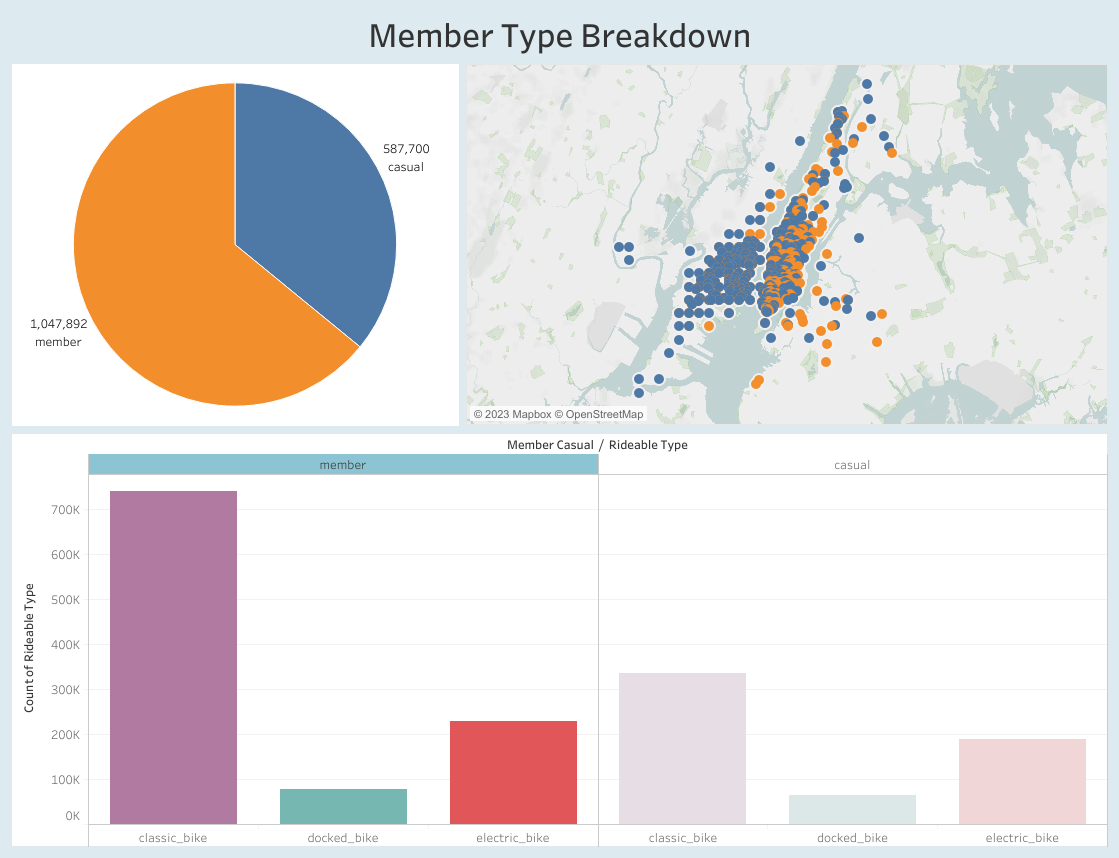 Member Type Breakdown
587,700
casual
1,047,892
member
© 2023 Mapbox © OpenStreetMap
Member Casual / Rideable Type
member
casual
Count of Rideable Type
700K
600K
500K
400K
300K
200K
100K
0K
classic_bike
docked_bike
electric_bike
classic_bike
docked_bike
electric_bike